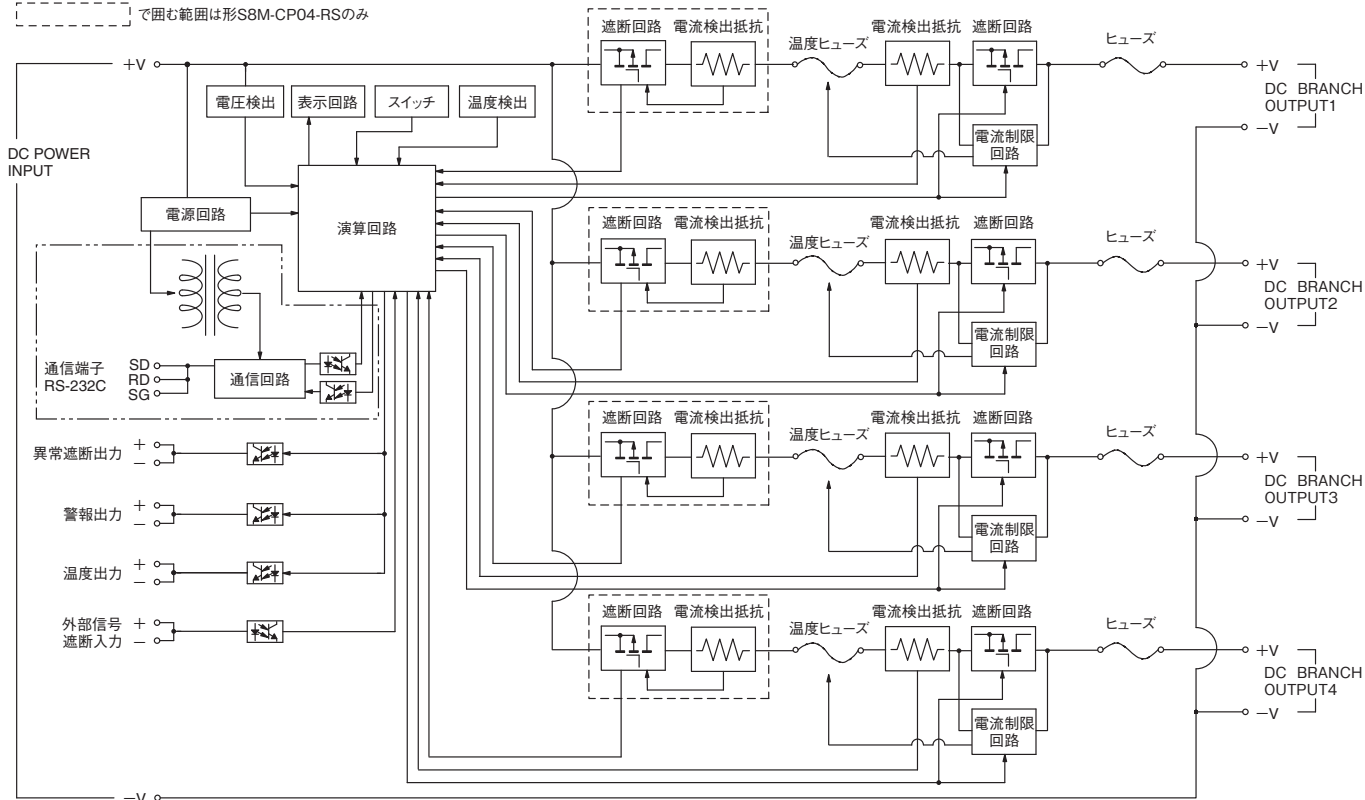 で囲む範囲は形S8M-CP04-RSのみ
遮断回路 電流検出抵抗 温度ヒューズ 電流検出抵抗 遮断回路 ヒューズ
+V
+V
DC BRANCH
OUTPUT1
−V
電流制限
回路
電圧検出 表示回路 スイッチ 温度検出
DC POWER
INPUT
電源回路
演算回路
遮断回路 電流検出抵抗 温度ヒューズ 電流検出抵抗 遮断回路 ヒューズ
+V
DC BRANCH
OUTPUT2
−V
電流制限
回路
通信端子
RS-232C
SD
RD
SG
通信回路
遮断回路 電流検出抵抗 温度ヒューズ 電流検出抵抗 遮断回路 ヒューズ
+V
DC BRANCH
OUTPUT3
−V
電流制限
回路
異常遮断出力 + −
警報出力 + −
温度出力 + −
外部信号 +
遮断入力 −
遮断回路 電流検出抵抗 温度ヒューズ 電流検出抵抗 遮断回路 ヒューズ
+V
DC BRANCH
OUTPUT4
−V
電流制限
回路
−V